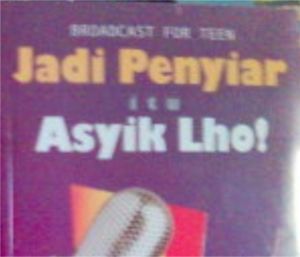 BROADCAST FOR TEEN
Jadi Penyiar
itu
Asyik Lho!